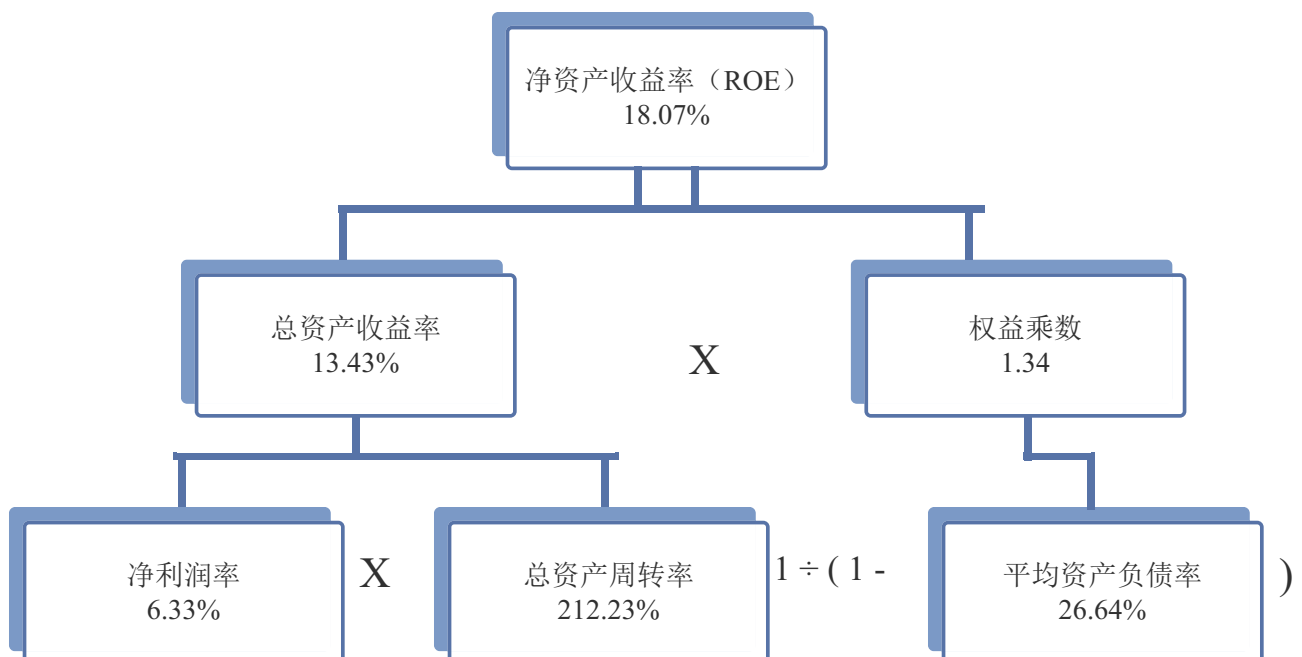 净资产收益率（ROE）
18.07%
总资产收益率
13.43%
X
权益乘数
1.34
净利润率
6.33%
X
总资产周转率
212.23%
1 ÷ ( 1 -
平均资产负债率
26.64%
)